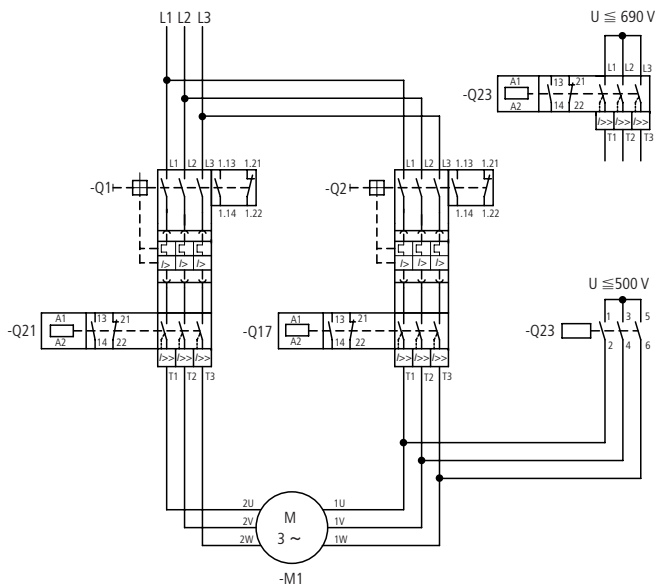 L1 L2 L3
U ≦ 690 V
L1 L2 L3
-Q23 A1 13 21
A2 14 22
I>> I>> I>>
T1 T2 T3
L1 L2 L3 1.13 1.21
-Q1
1.14 1.22
I> I> I>
L1 L2 L3 1.13 1.21
-Q2
1.14 1.22
I> I> I>
U ≦500 V
1 3 5
-Q23
2 4 6
-Q21 A1 13 21
A2 14 22
I>> I>> I>>
T1 T2 T3
-Q17 A1 13 21
A2 14 22
I>> I>> I>>
T1 T2 T3
2U M 1U
2V 3 ~ 1V
2W 1W
-M1